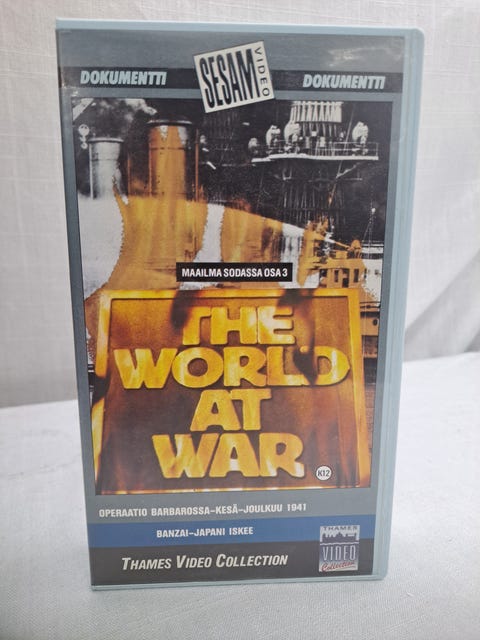 DOKUMENTTI
SESAM
VIDEO
DOKUMENTTI
MAAILMA SODASSA OSA 3
THE
WORLD
AT
WAR
K12
OPERAATIO BARBAROSSA–KESÄ–JOULKUU 1941
BANZAI–JAPANI ISKEE
THAMES VIDEO COLLECTION
THAMES
VIDEO
Collection